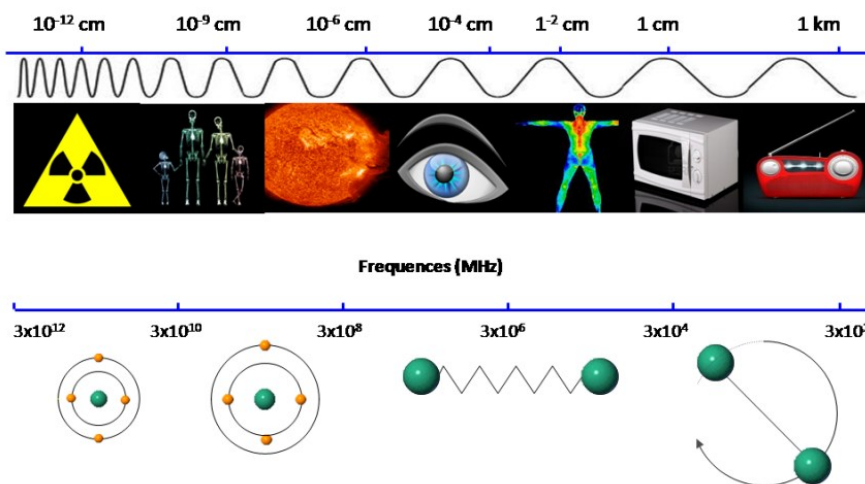 10⁻¹² cm 10⁻⁹ cm 10⁻⁶ cm 10⁻⁴ cm 1⁻² cm 1 cm 1 km
Frequences (MHz)
3x10¹² 3x10¹⁰ 3x10⁸ 3x10⁶ 3x10⁴